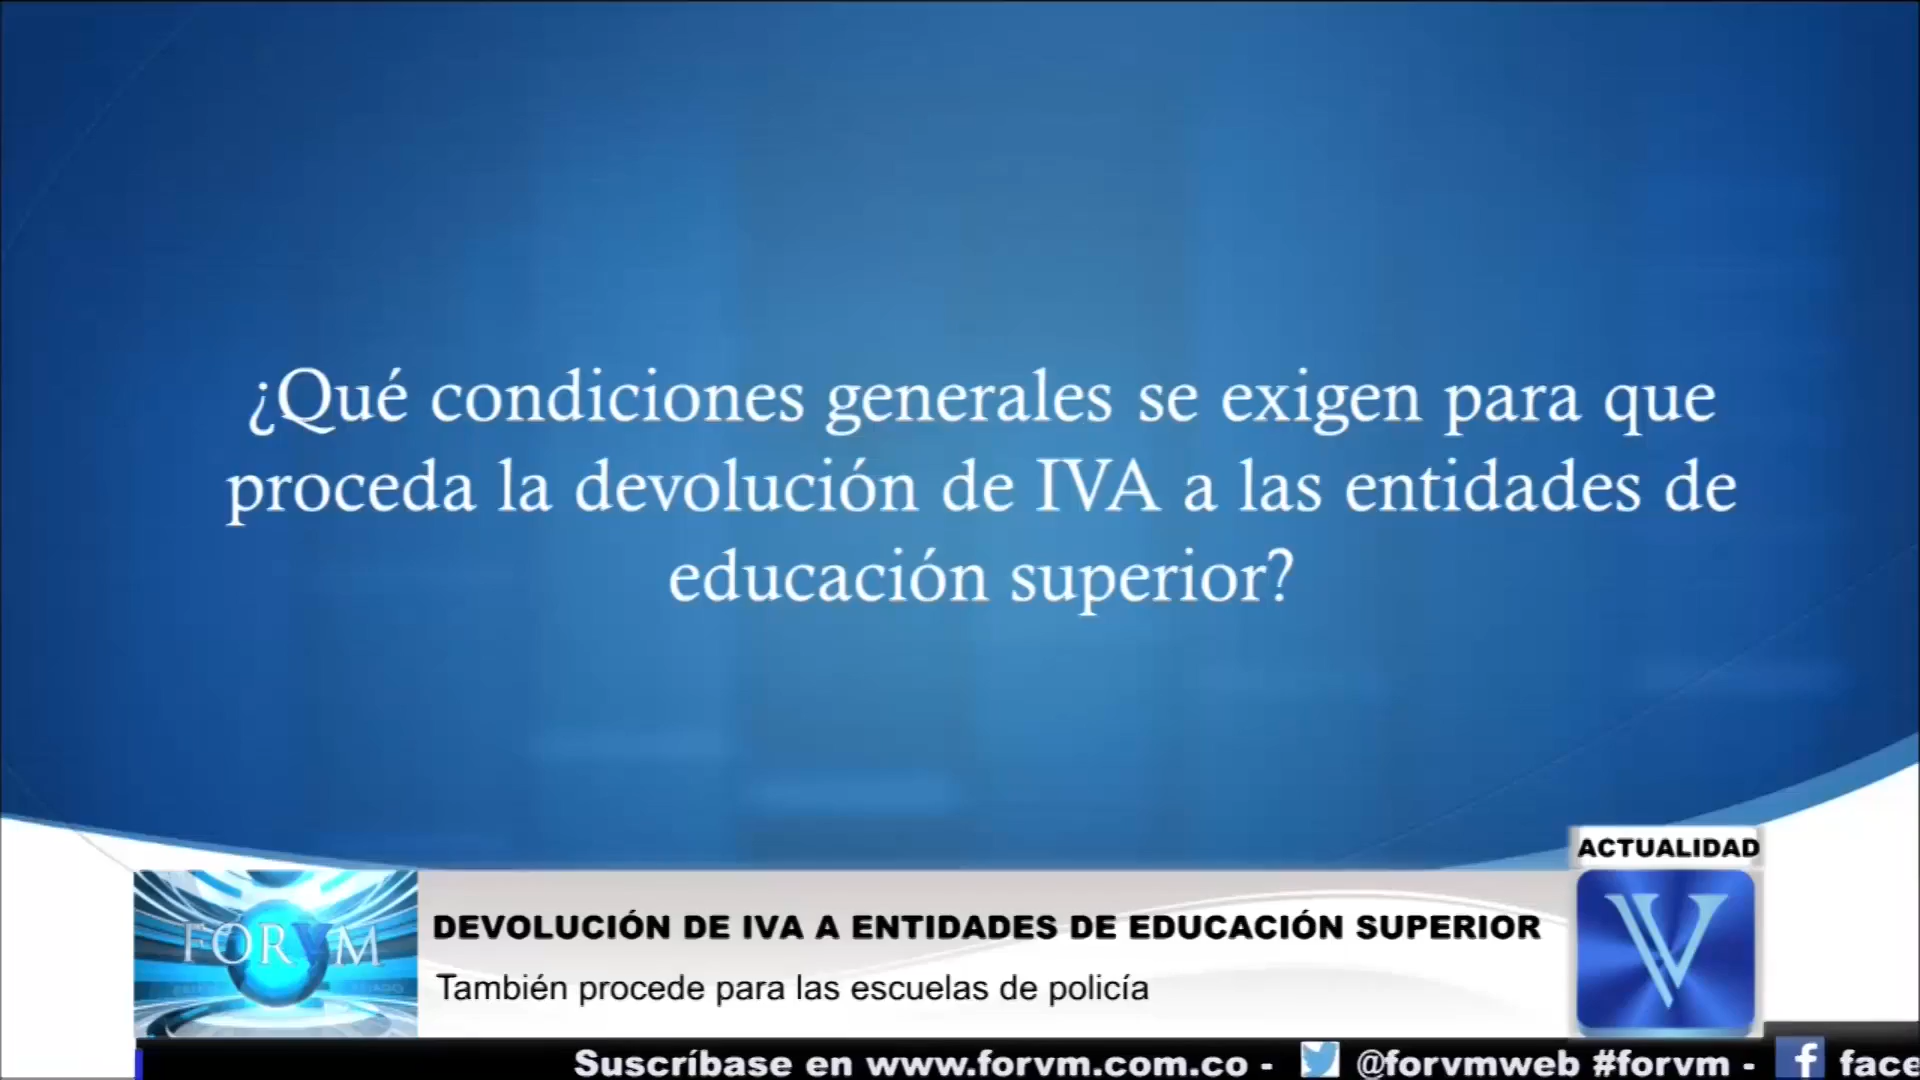 ¿Qué condiciones generales se exigen para que
proceda la devolución de IVA a las entidades de
educación superior?
ACTUALIDAD
FORVM
DEVOLUCIÓN DE IVA A ENTIDADES DE EDUCACIÓN SUPERIOR
También procede para las escuelas de policía
Suscríbase en www.forvm.com.co - @forvmweb #forvm - face